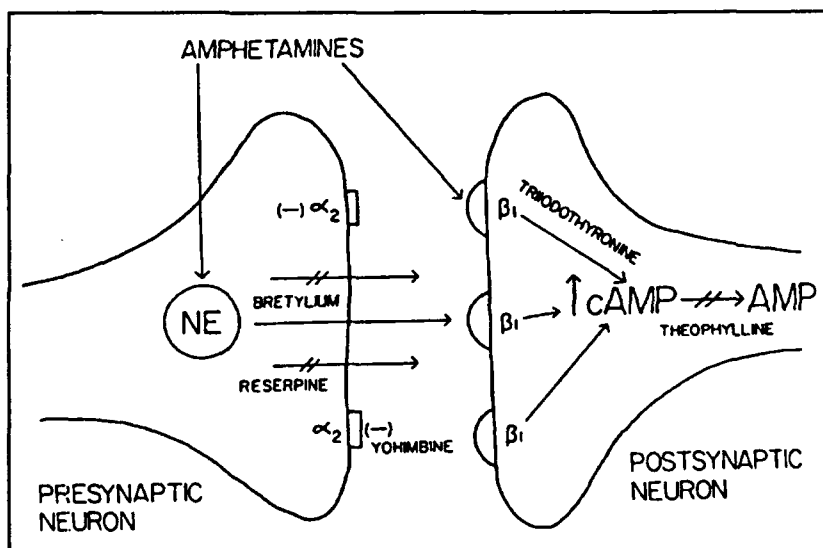 AMPHETAMINES
(—) α₂
β₁
TRIIODOTHYRONINE
BRETYLIUM
NE
β₁
↑cAMP
AMP
THEOPHYLLINE
RESERPINE
α₂ (—)
YOHIMBINE
β₁
PRESYNAPTIC
NEURON
POSTSYNAPTIC
NEURON